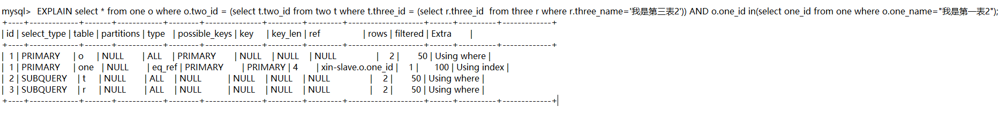 mysql>  EXPLAIN select * from one o where o.two_id = (select t.two_id from two t where t.three_id = (select r.three_id  from three r where r.three_name='我是第三表2')) AND o.one_id in(select one_id from one where o.one_name="我是第一表2");
+----+-------------+-------+------------+--------+---------------+---------+---------+--------------------+------+----------+-------------+
| id | select_type | table | partitions | type   | possible_keys | key     | key_len | ref                | rows | filtered | Extra       |
+----+-------------+-------+------------+--------+---------------+---------+---------+--------------------+------+----------+-------------+
|  1 | PRIMARY     | o     | NULL       | ALL    | PRIMARY       | NULL    | NULL    | NULL               |    2 |       50 | Using where |
|  1 | PRIMARY     | one   | NULL       | eq_ref | PRIMARY       | PRIMARY | 4       | xin-slave.o.one_id |    1 |      100 | Using index |
|  2 | SUBQUERY    | t     | NULL       | ALL    | NULL          | NULL    | NULL    | NULL               |    2 |       50 | Using where |
|  3 | SUBQUERY    | r     | NULL       | ALL    | NULL          | NULL    | NULL    | NULL               |    2 |       50 | Using where |
+----+-------------+-------+------------+--------+---------------+---------+---------+--------------------+------+----------+-------------+